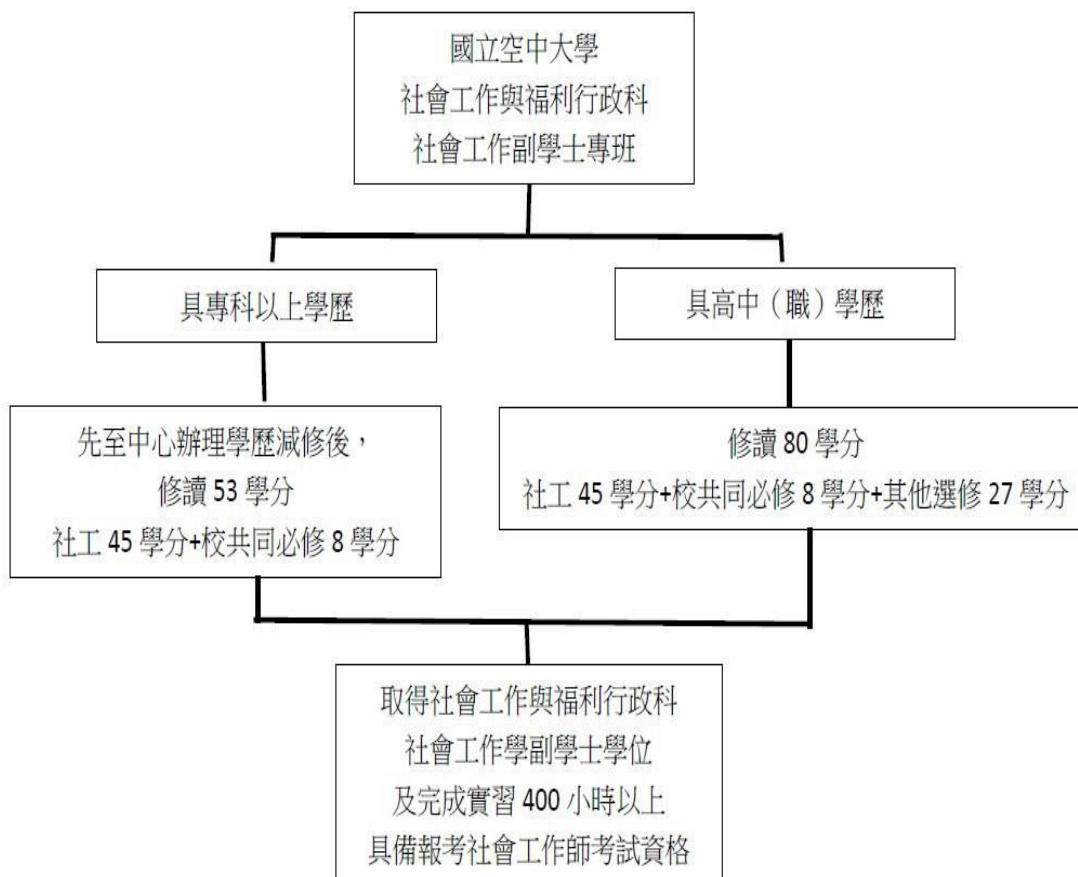 國立空中大學
社會工作與福利行政科
社會工作副學士專班
具專科以上學歷
具高中（職）學歷
先至中心辦理學歷減修後，
修讀 53 學分
社工 45 學分+校共同必修 8 學分
修讀 80 學分
社工 45 學分+校共同必修 8 學分+其他選修 27 學分
取得社會工作與福利行政科
社會工作學副學士學位
及完成實習 400 小時以上
具備報考社會工作師考試資格